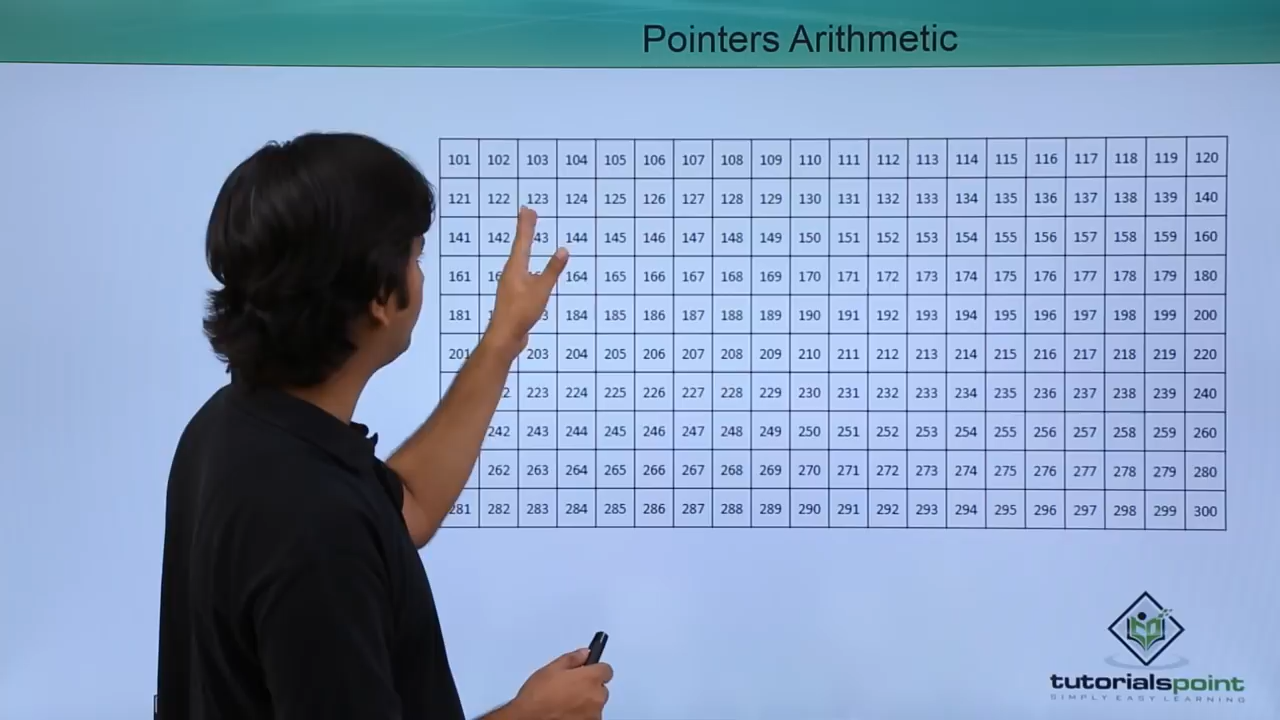 Pointers Arithmetic
101 102 103 104 105 106 107 108 109 110 111 112 113 114 115 116 117 118 119 120
121 122 123 124 125 126 127 128 129 130 131 132 133 134 135 136 137 138 139 140
141 142 43 144 145 146 147 148 149 150 151 152 153 154 155 156 157 158 159 160
161 164 165 166 167 168 169 170 171 172 173 174 175 176 177 178 179 180
181 184 185 186 187 188 189 190 191 192 193 194 195 196 197 198 199 200
201 203 204 205 206 207 208 209 210 211 212 213 214 215 216 217 218 219 220
223 224 225 226 227 228 229 230 231 232 233 234 235 236 237 238 239 240
242 243 244 245 246 247 248 249 250 251 252 253 254 255 256 257 258 259 260
262 263 264 265 266 267 268 269 270 271 272 273 274 275 276 277 278 279 280
281 282 283 284 285 286 287 288 289 290 291 292 293 294 295 296 297 298 299 300
tutorialspoint
SIMPLY EASY LEARNING